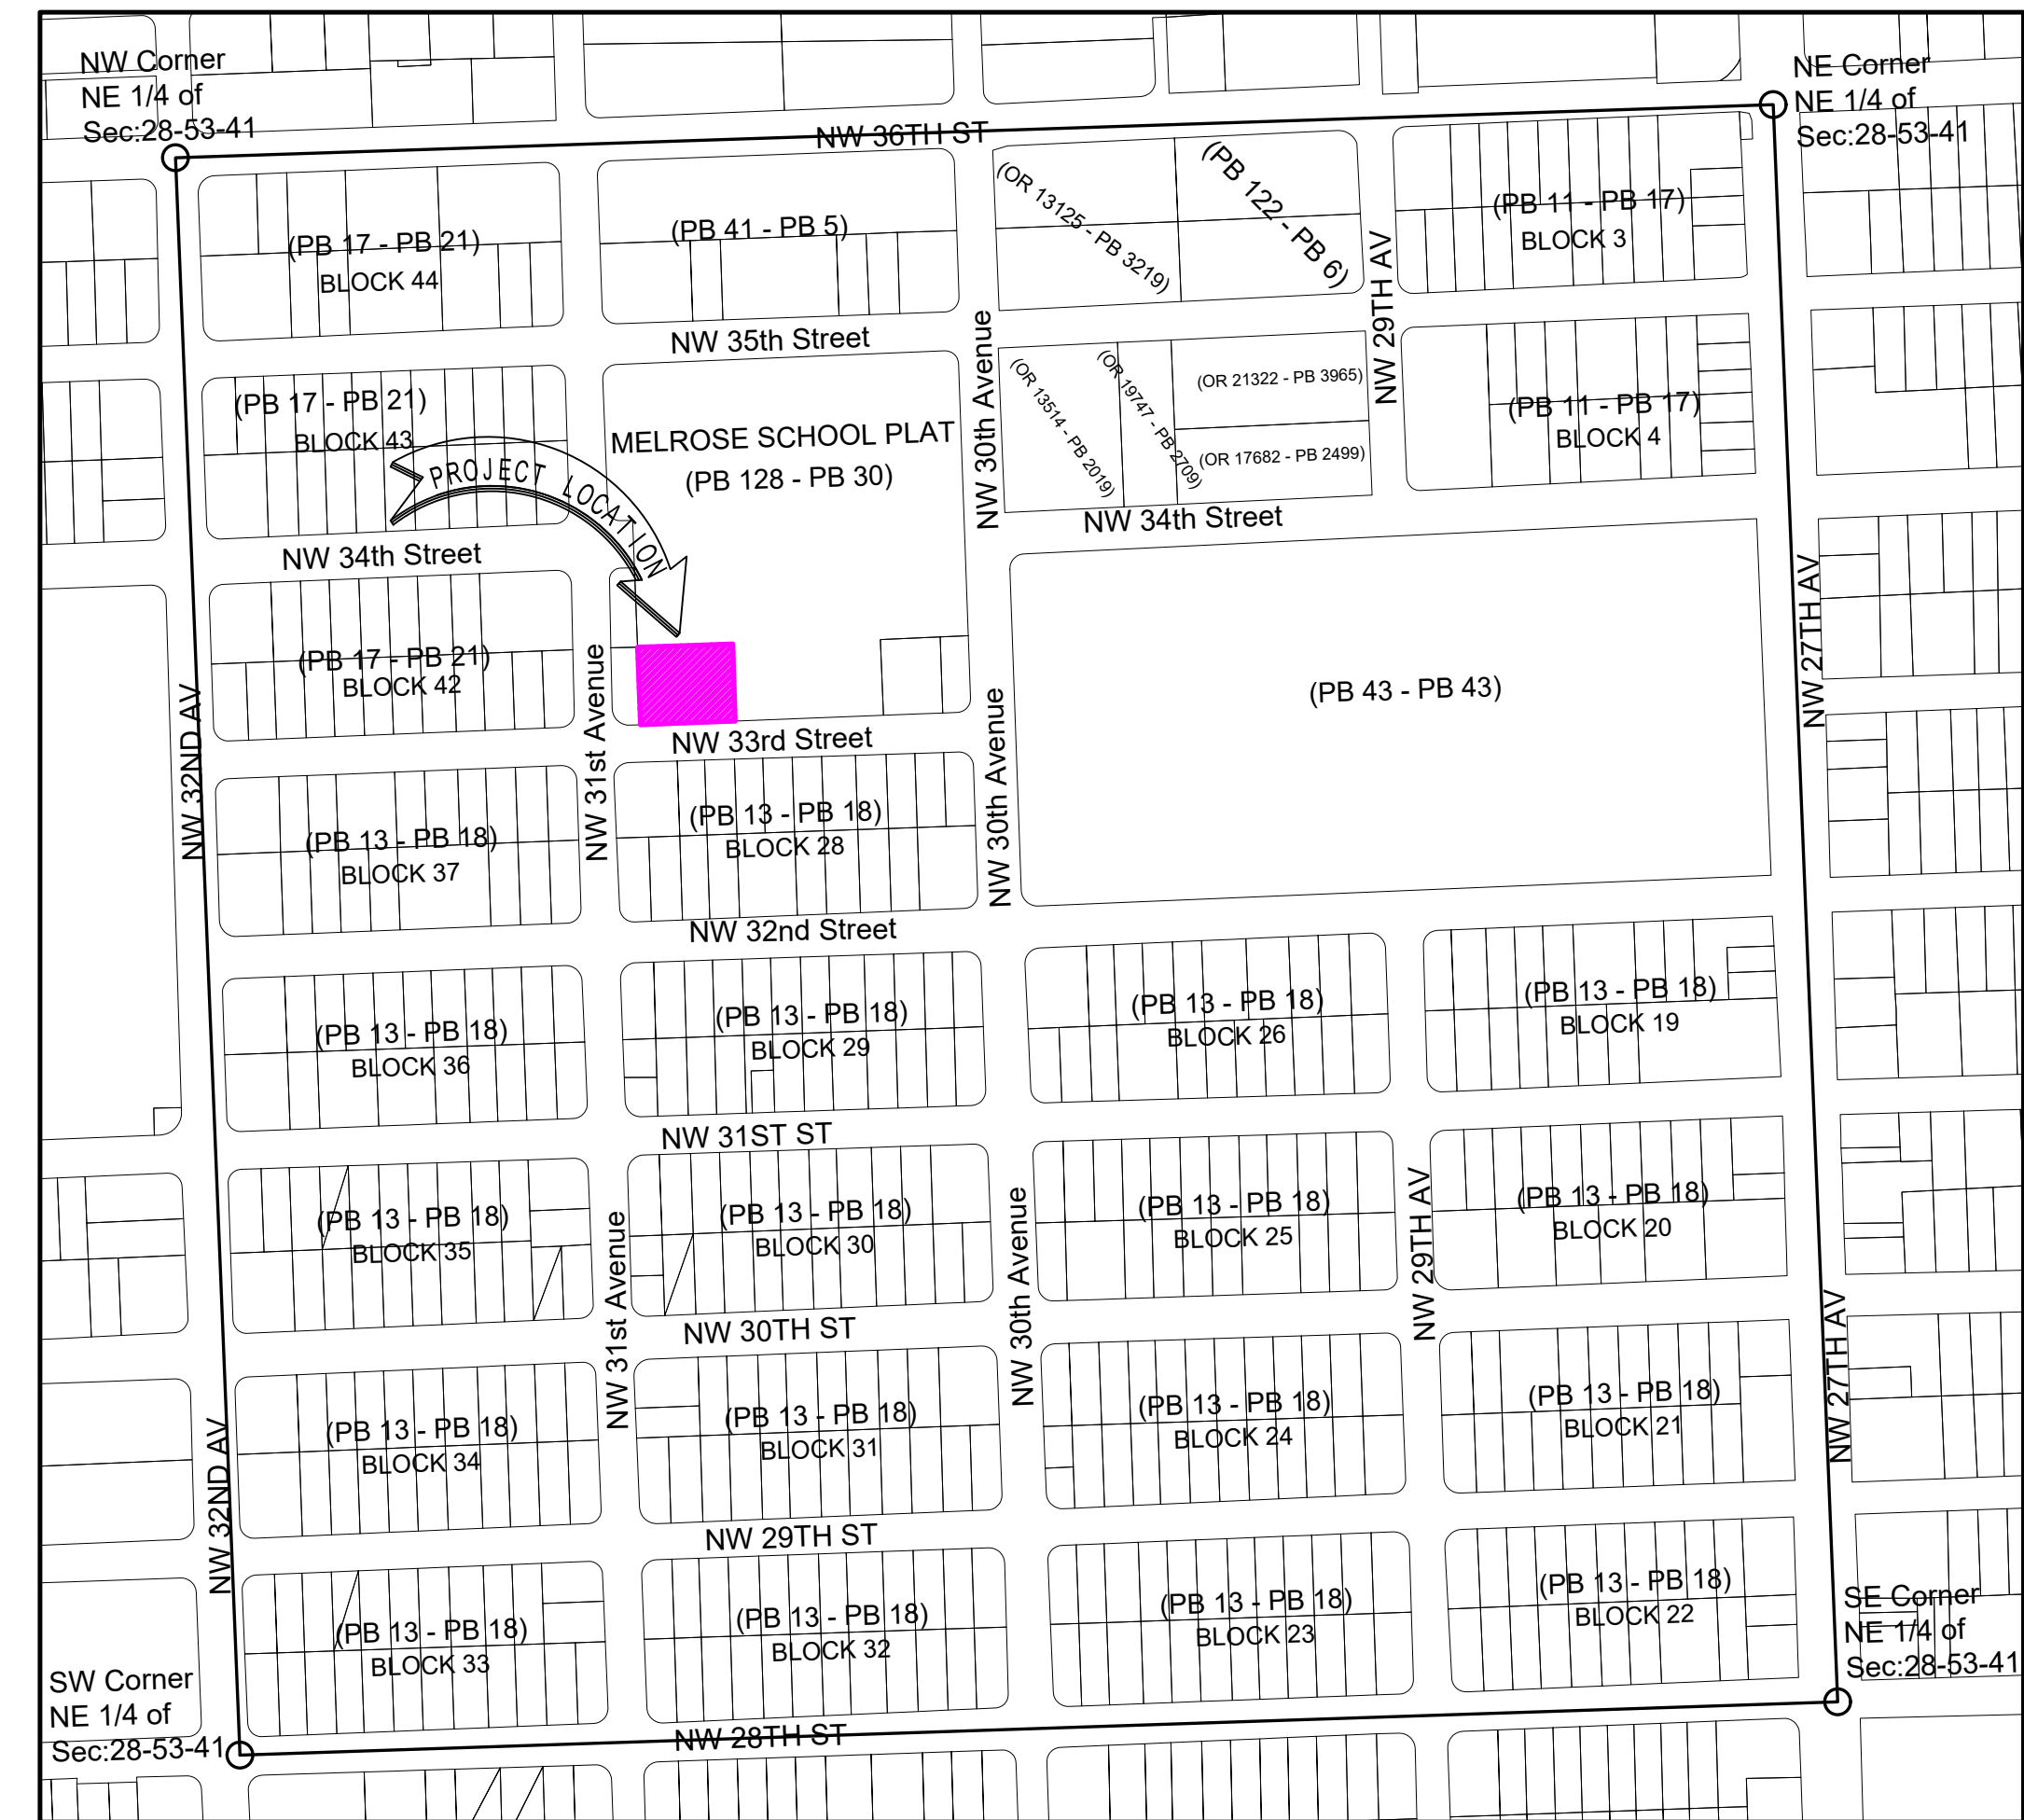 NW Corner
NE 1/4 of
Sec:28-53-41
NE Corner
NE 1/4 of
Sec:28-53-41
NW 36TH ST
(PB 17 - PB 21)
BLOCK 44
(PB 41 - PB 5)
(OR 13125 - PB 3219)
(PB 122 - PB 6)
NW 29TH AV
(PB 11 - PB 17)
BLOCK 3
NW 35th Street
NW 30th Avenue
(PB 17 - PB 21)
BLOCK 43
MELROSE SCHOOL PLAT
(PB 128 - PB 30)
(OR 13514 - PB 2019)
(OR 19747 - PB 2709)
(OR 21322 - PB 3965)
(OR 17682 - PB 2499)
(PB 11 - PB 17)
BLOCK 4
PROJECT LOCATION
NW 34th Street
NW 34th Street
NW 32ND AV
(PB 17 - PB 21)
BLOCK 42
NW 31st Avenue
NW 30th Avenue
(PB 43 - PB 43)
NW 27TH AV
NW 33rd Street
(PB 13 - PB 18)
BLOCK 37
(PB 13 - PB 18)
BLOCK 28
NW 32nd Street
(PB 13 - PB 18)
BLOCK 36
(PB 13 - PB 18)
BLOCK 29
(PB 13 - PB 18)
BLOCK 26
(PB 13 - PB 18)
BLOCK 19
NW 31ST ST
(PB 13 - PB 18)
BLOCK 35
NW 31st Avenue
(PB 13 - PB 18)
BLOCK 30
NW 30th Avenue
(PB 13 - PB 18)
BLOCK 25
NW 29TH AV
(PB 13 - PB 18)
BLOCK 20
NW 27TH AV
NW 30TH ST
NW 32ND AV
(PB 13 - PB 18)
BLOCK 34
(PB 13 - PB 18)
BLOCK 31
(PB 13 - PB 18)
BLOCK 24
(PB 13 - PB 18)
BLOCK 21
NW 29TH ST
(PB 13 - PB 18)
BLOCK 33
(PB 13 - PB 18)
BLOCK 32
(PB 13 - PB 18)
BLOCK 23
(PB 13 - PB 18)
BLOCK 22
SW Corner
NE 1/4 of
Sec:28-53-41
SE Corner
NE 1/4 of
Sec:28-53-41
NW 28TH ST